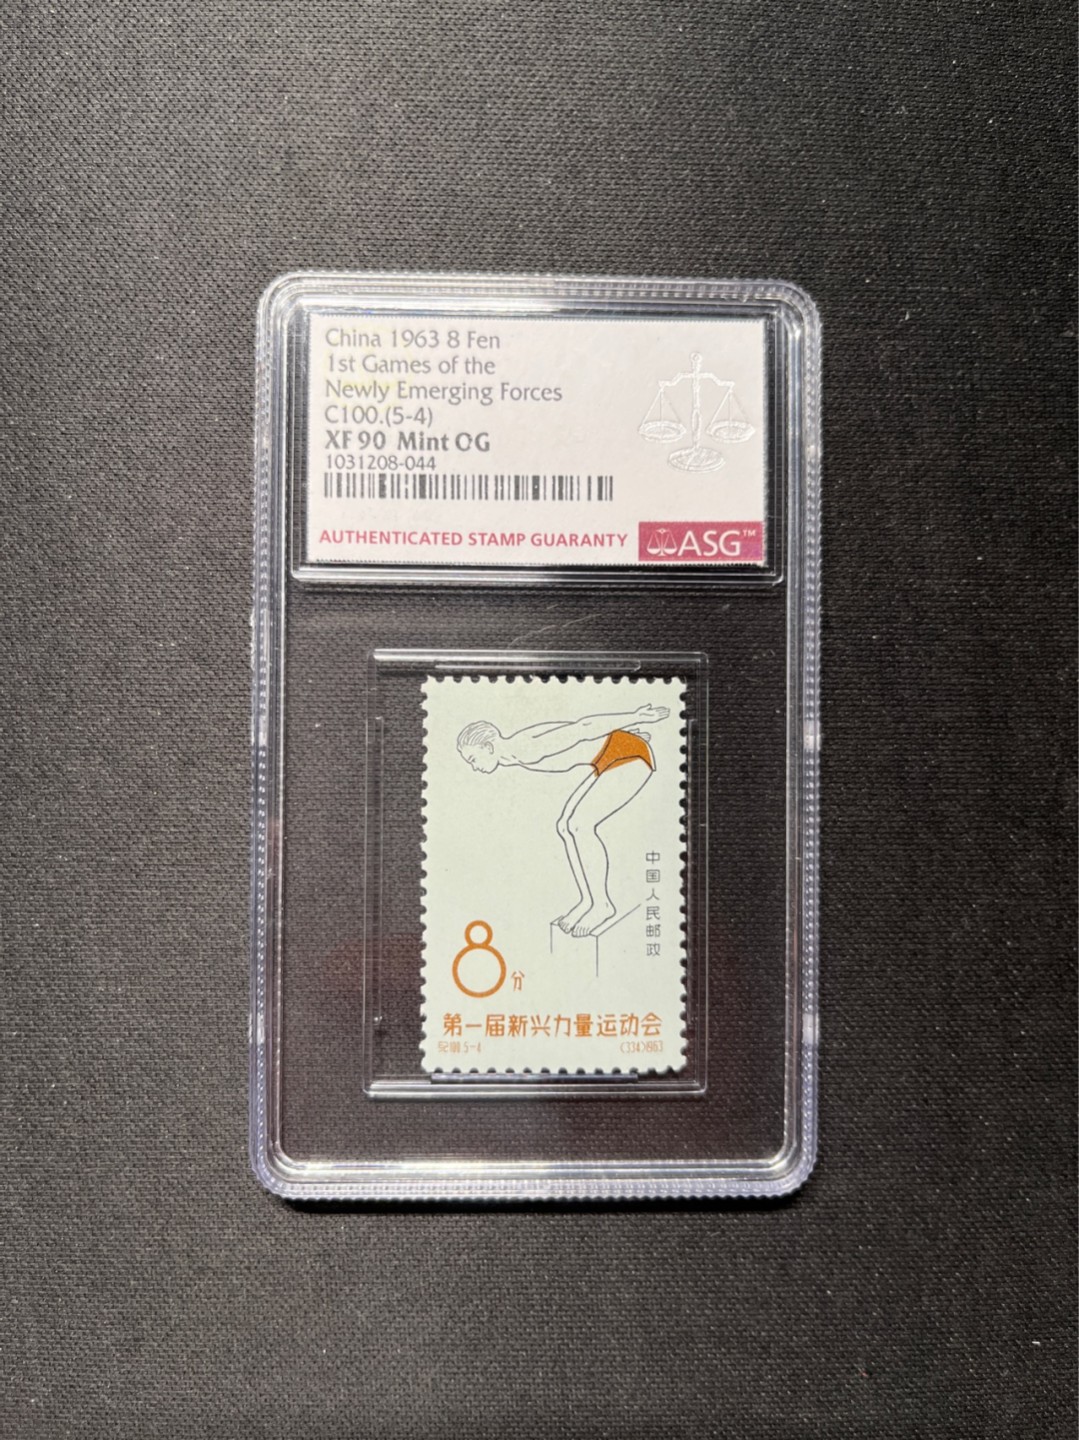 China 1963 8 Fen
1st Games of the
Newly Emerging Forces
C100.(5-4)
XF 90 Mint OG
1031208-044
AUTHENTICATED STAMP GUARANTY
ASG™
中国人民邮政
8分
第一届新兴力量运动会
纪100.5-4
(334)1963